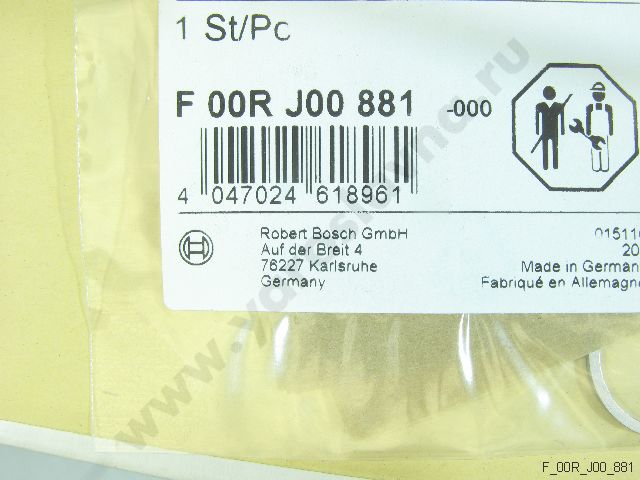 1 St/Pc
F 00R J00 881 -000
4 047024 618961
Robert Bosch GmbH
Auf der Breit 4
76227 Karlsruhe
Germany
Made in German
Fabriqué en Allemagne
F_00R_J00_881